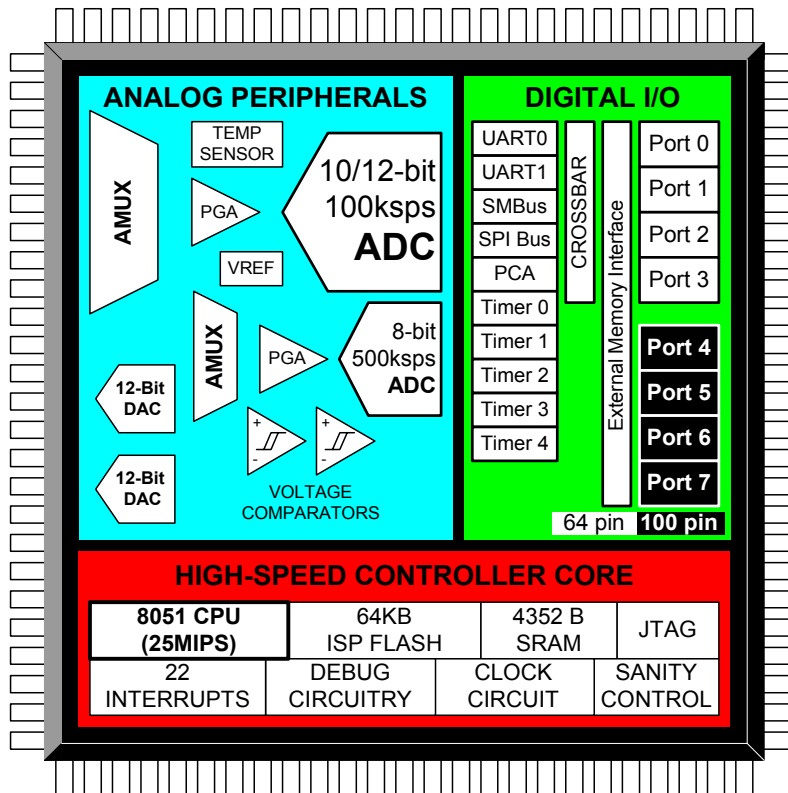 ANALOG PERIPHERALS
AMUX
TEMP
SENSOR
PGA
VREF
10/12-bit
100ksps
ADC
AMUX
PGA
8-bit
500ksps
ADC
12-Bit
DAC
12-Bit
DAC
+
-
+
-
VOLTAGE
COMPARATORS
DIGITAL I/O
UART0
UART1
SMBus
SPI Bus
PCA
Timer 0
Timer 1
Timer 2
Timer 3
Timer 4
CROSSBAR
External Memory Interface
Port 0
Port 1
Port 2
Port 3
Port 4
Port 5
Port 6
Port 7
64 pin 100 pin
HIGH-SPEED CONTROLLER CORE
8051 CPU
(25MIPS)
64KB
ISP FLASH
4352 B
SRAM
JTAG
22
INTERRUPTS
DEBUG
CIRCUITRY
CLOCK
CIRCUIT
SANITY
CONTROL